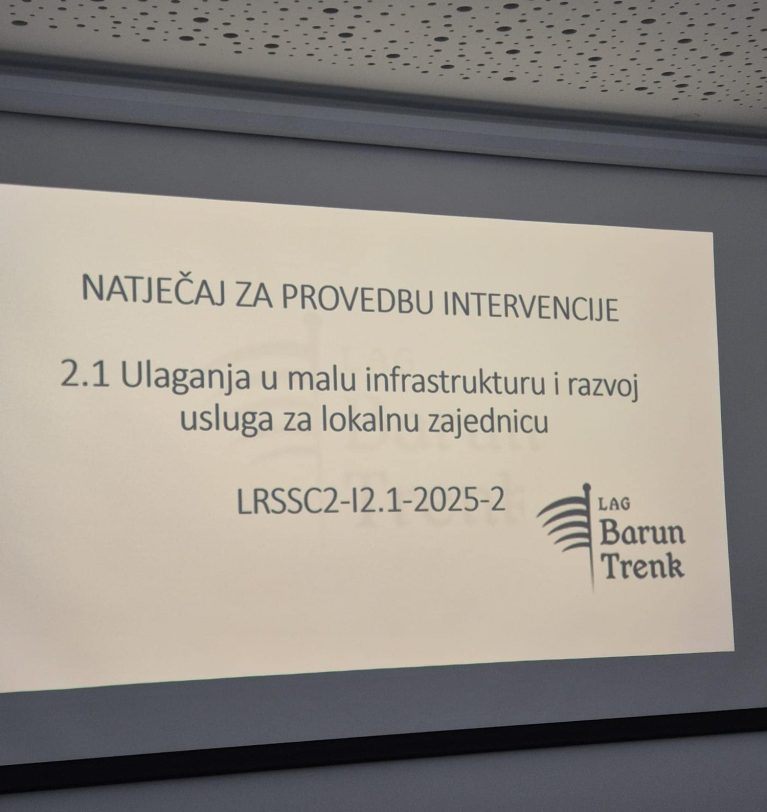 NATJEČAJ ZA PROVEDBU INTERVENCIJE
2.1 Ulaganja u malu infrastrukturu i razvoj
usluga za lokalnu zajednicu
LRSSC2-I2.1-2025-2
LAG
Barun
Trenk